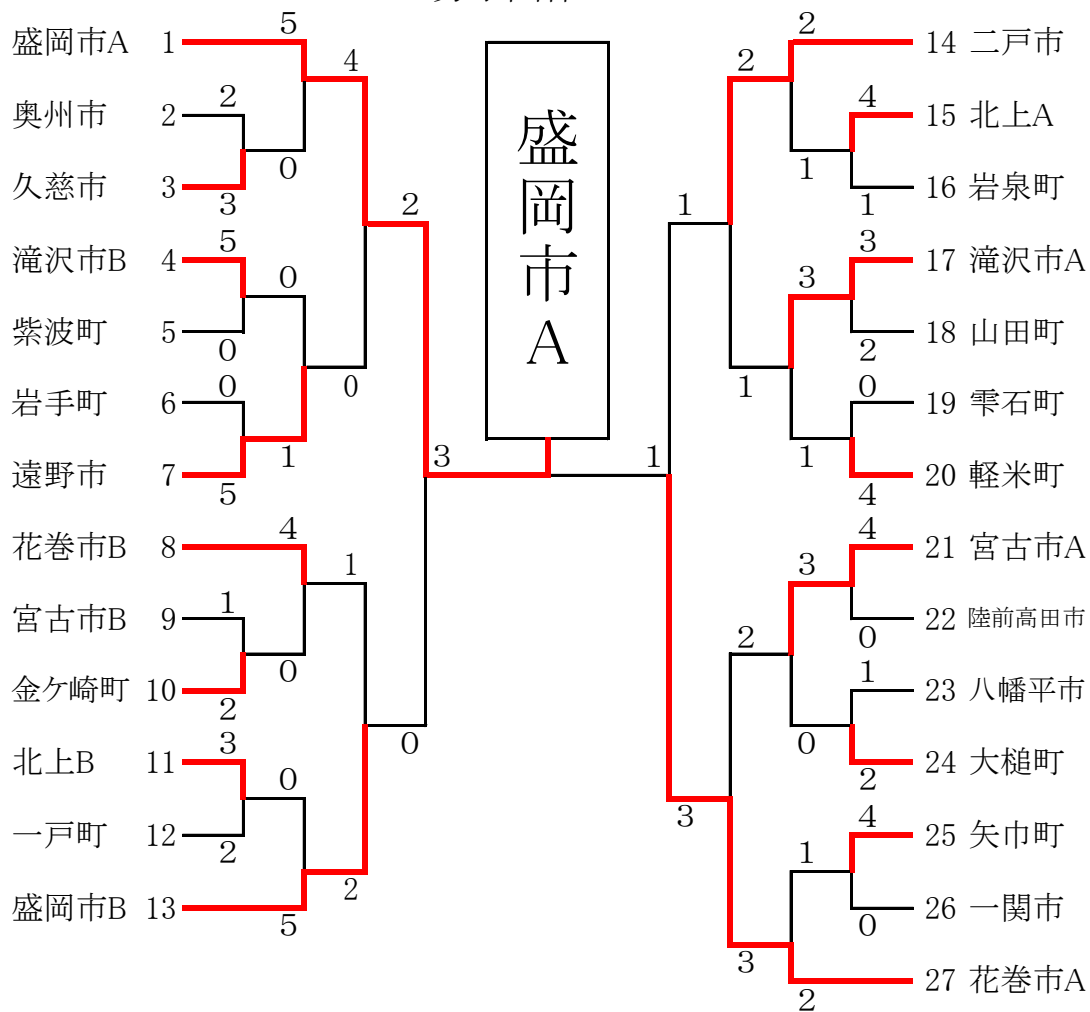 盛岡市A 1
奥州市 2
久慈市 3
滝沢市B 4
紫波町 5
岩手町 6
遠野市 7
花巻市B 8
宮古市B 9
金ケ崎町 10
北上B 11
一戸町 12
盛岡市B 13
5
2
3
0
4
5
0
0
0
5
1
0
2
4
1
2
0
1
3
2
0
5
2
0
3
盛岡市A
1
1
3
2
1
2
3
2
1
3
1
3
0
1
2
4
1
3
2
0
4
4
0
1
2
4
0
14 二戸市
15 北上A
16 岩泉町
17 滝沢市A
18 山田町
19 雫石町
20 軽米町
21 宮古市A
22 陸前高田市
23 八幡平市
24 大槌町
25 矢巾町
26 一関市
27 花巻市A